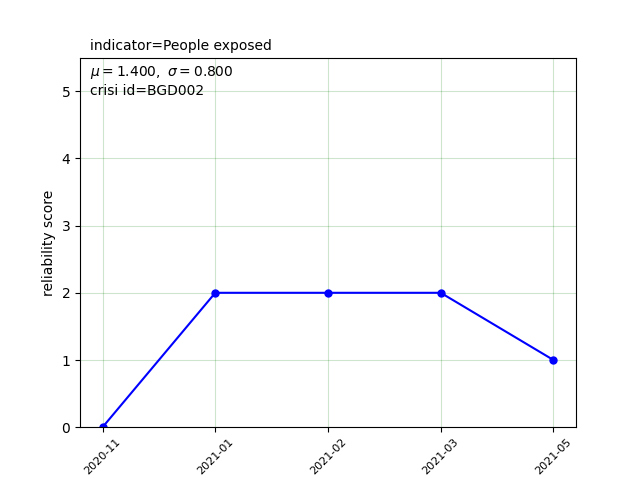 indicator=People exposed
μ = 1.400, σ = 0.800
crisi id=BGD002
reliability score
5
4
3
2
1
0
2020-11
2021-01
2021-02
2021-03
2021-05